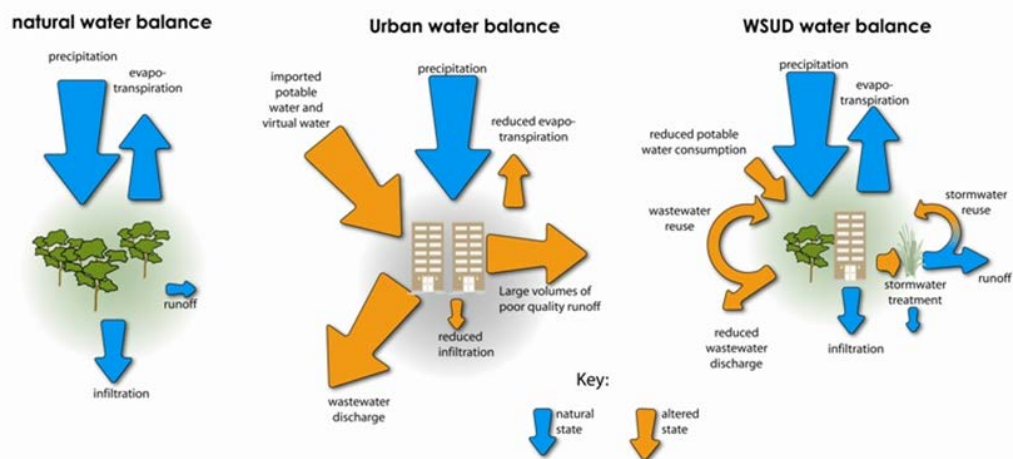 natural water balance
precipitation
evapo-
transpiration
runoff
infiltration
Urban water balance
precipitation
imported
potable
water and
virtual water
reduced evapo-
transpiration
Large volumes of
poor quality runoff
reduced
infiltration
wastewater
discharge
WSUD water balance
precipitation
evapo-
transpiration
reduced potable
water consumption
wastewater
reuse
stormwater
reuse
runoff
stormwater
treatment
reduced
wastewater
discharge
infiltration
Key:
natural
state
altered
state